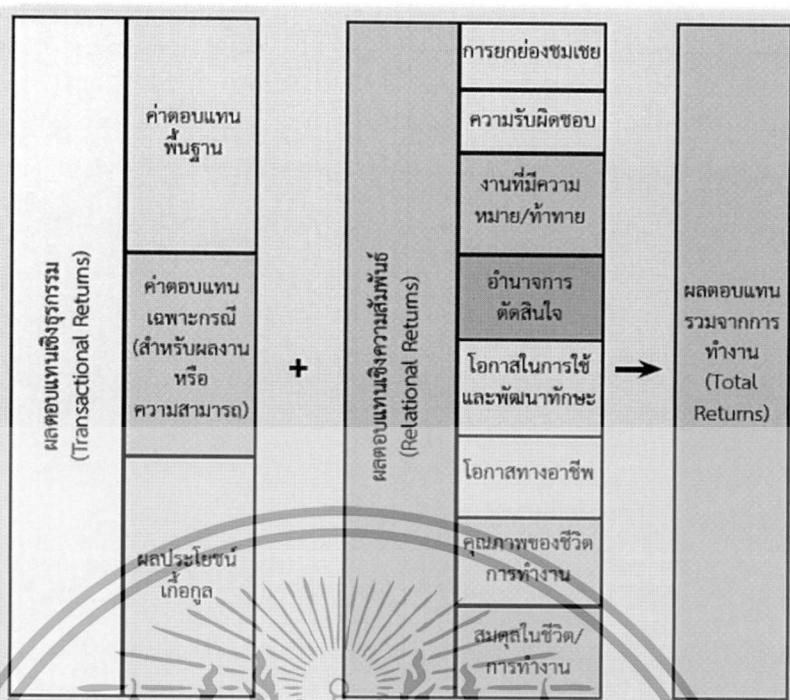 ผลตอบแทนเชิงธุรกรรม
(Transactional Returns)
ค่าตอบแทน
พื้นฐาน
ค่าตอบแทน
เฉพาะกรณี
(สำหรับผลงาน
หรือ
ความสามารถ)
ผลประโยชน์
เกื้อกูล
+
ผลตอบแทนเชิงความสัมพันธ์
(Relational Returns)
การยกย่องชมเชย
ความรับผิดชอบ
งานที่มีความ
หมาย/ท้าทาย
อำนาจการ
ตัดสินใจ
โอกาสในการใช้
และพัฒนาทักษะ
โอกาสทางอาชีพ
คุณภาพของชีวิต
การทำงาน
สมดุลในชีวิต/
การทำงาน
ผลตอบแทน
รวมจากการ
ทำงาน
(Total
Returns)